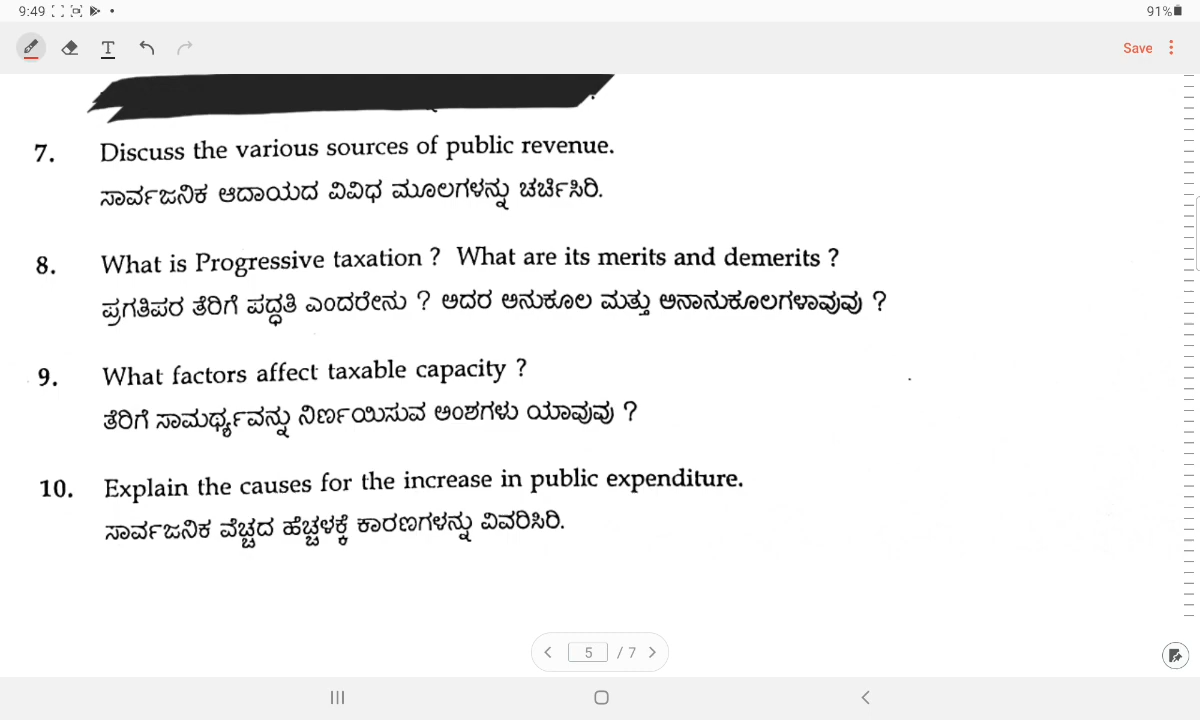 9:49
91%
T
Save
7. Discuss the various sources of public revenue.
ಸಾರ್ವಜನಿಕ ಆದಾಯದ ವಿವಿಧ ಮೂಲಗಳನ್ನು ಚರ್ಚಿಸಿರಿ.
8. What is Progressive taxation ? What are its merits and demerits ?
ಪ್ರಗತಿಪರ ತೆರಿಗೆ ಪದ್ಧತಿ ಎಂದರೇನು ? ಅದರ ಅನುಕೂಲ ಮತ್ತು ಅನಾನುಕೂಲಗಳಾವುವು ?
9. What factors affect taxable capacity ?
ತೆರಿಗೆ ಸಾಮರ್ಥ್ಯವನ್ನು ನಿರ್ಣಯಿಸುವ ಅಂಶಗಳು ಯಾವುವು ?
10. Explain the causes for the increase in public expenditure.
ಸಾರ್ವಜನಿಕ ವೆಚ್ಚದ ಹೆಚ್ಚಳಕ್ಕೆ ಕಾರಣಗಳನ್ನು ವಿವರಿಸಿರಿ.
5 / 7